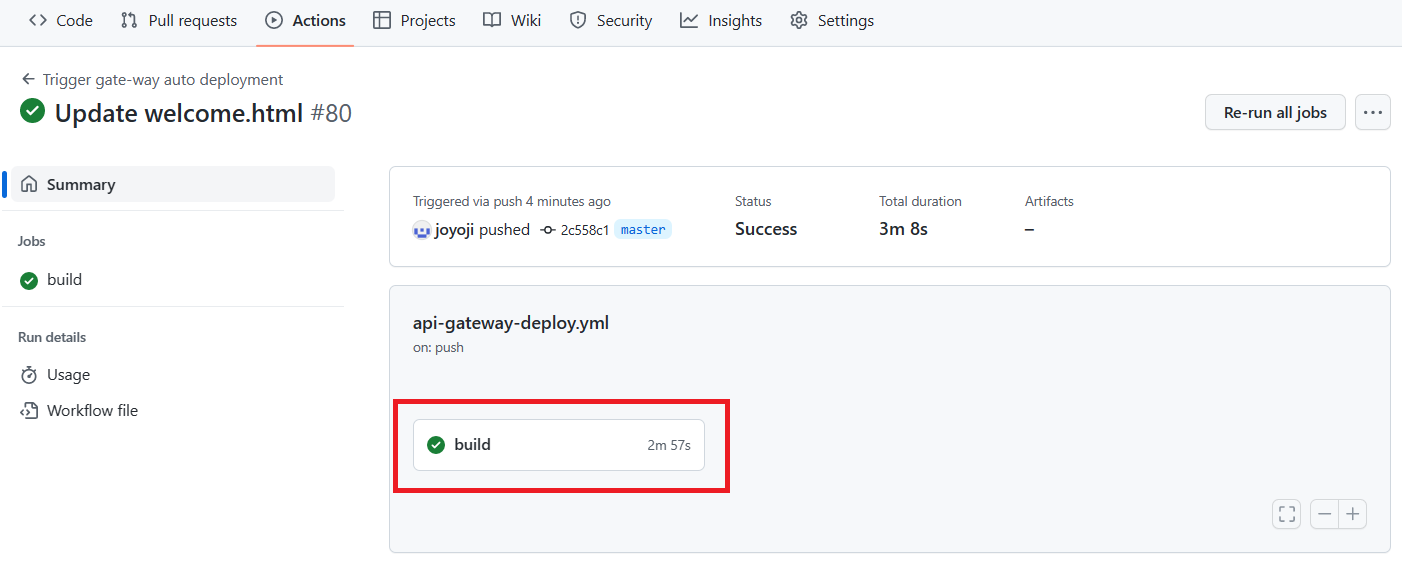 Code Pull requests Actions Projects Wiki Security Insights Settings
Trigger gate-way auto deployment
Update welcome.html #80
Re-run all jobs
Summary
Jobs
build
Run details
Usage
Workflow file
Triggered via push 4 minutes ago
joyoji pushed 2c558c1 master
Status
Success
Total duration
3m 8s
Artifacts
–
api-gateway-deploy.yml
on: push
build 2m 57s